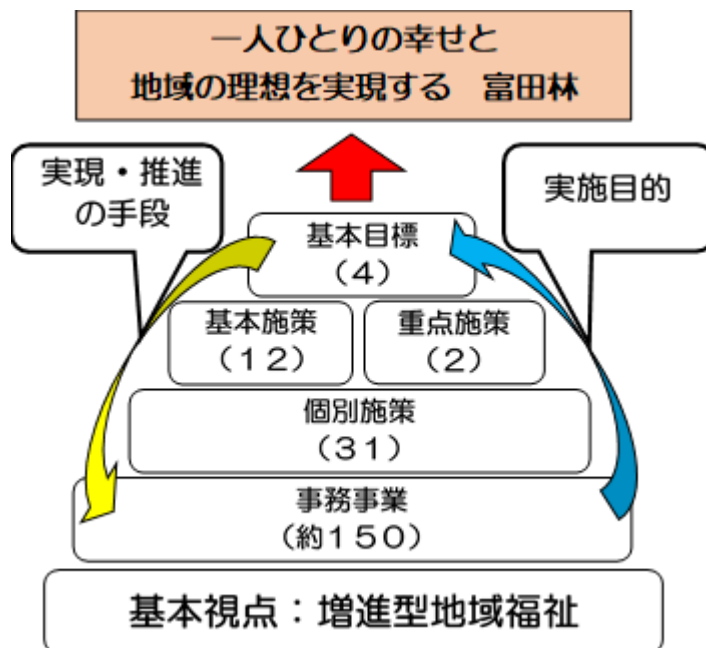 一人ひとりの幸せと
地域の理想を実現する　富田林
実現・推進
の手段
実施目的
基本目標
（４）
基本施策
（１２）
重点施策
（２）
個別施策
（３１）
事務事業
（約１５０）
基本視点：増進型地域福祉